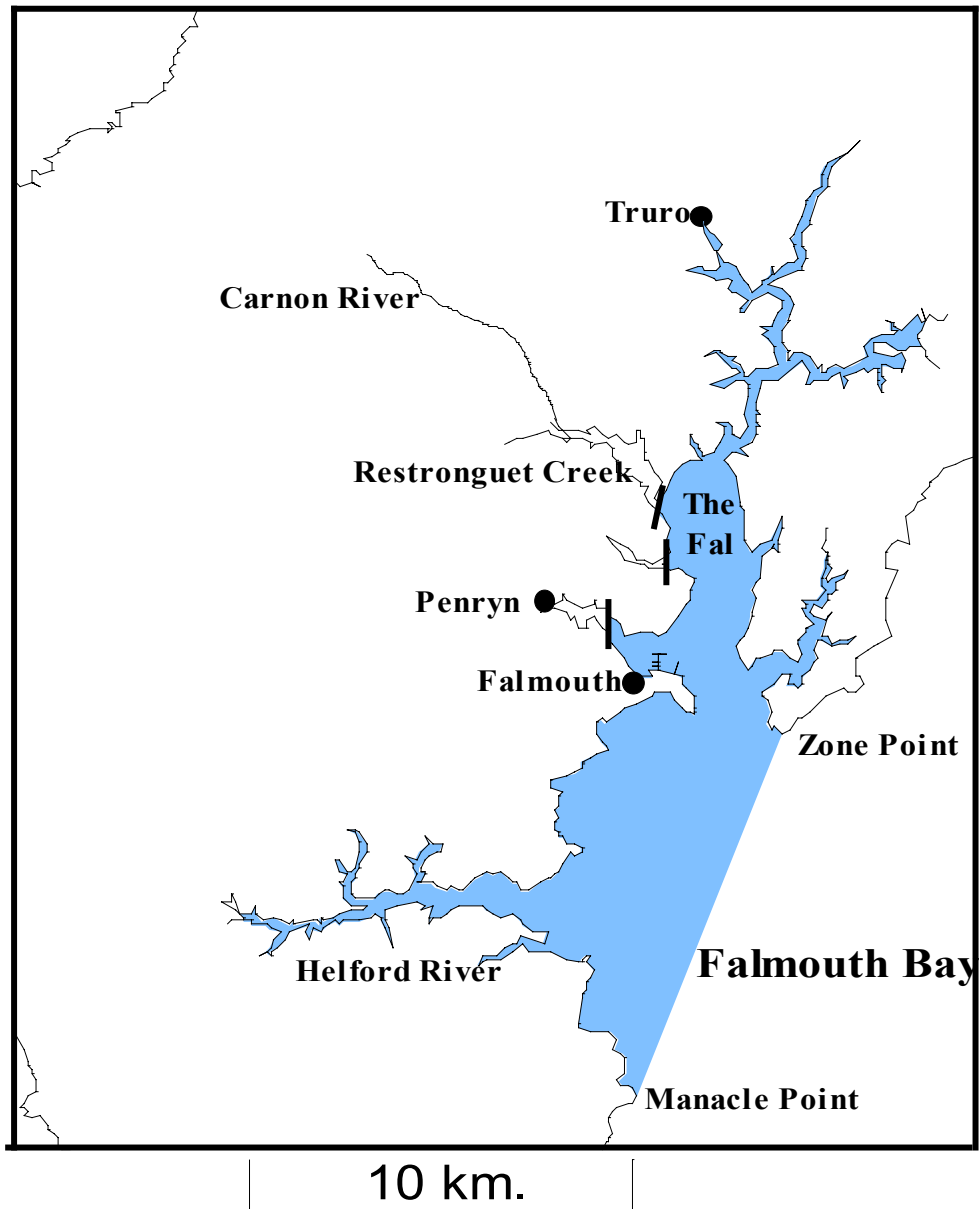 Truro
Carnon River
Restronguet Creek
The
Fal
Penryn
Falmouth
Zone Point
Falmouth Bay
Helford River
Manacle Point
10 km.